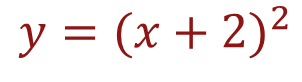 y = (x + 2)²